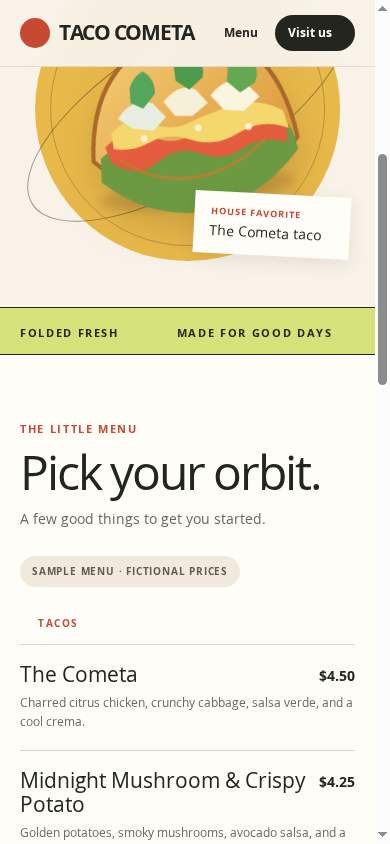 TACO COMETA
Menu
Visit us
HOUSE FAVORITE
The Cometa taco
FOLDED FRESH
MADE FOR GOOD DAYS
THE LITTLE MENU
Pick your orbit.
A few good things to get you started.
SAMPLE MENU · FICTIONAL PRICES
TACOS
The Cometa
$4.50
Charred citrus chicken, crunchy cabbage, salsa verde, and a
cool crema.
Midnight Mushroom & Crispy
Potato
$4.25
Golden potatoes, smoky mushrooms, avocado salsa, and a